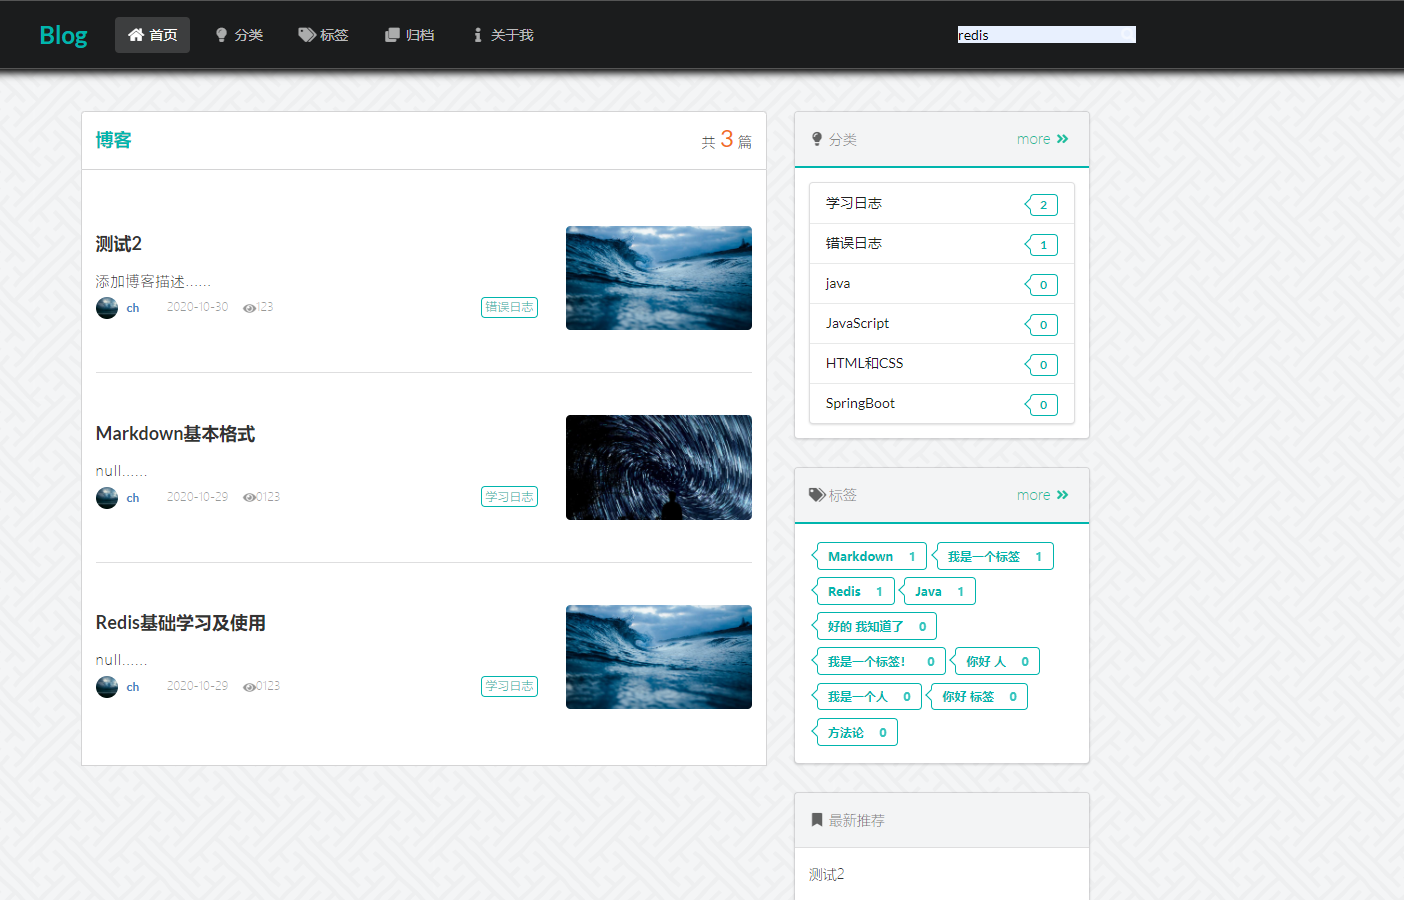 Blog 首页 分类 标签 归档 关于我 redis
博客 共 3 篇
测试2
添加博客描述......
ch 2020-10-30 123 错误日志
Markdown基本格式
null......
ch 2020-10-29 0123 学习日志
Redis基础学习及使用
null......
ch 2020-10-29 0123 学习日志
分类 more
学习日志 2
错误日志 1
java 0
JavaScript 0
HTML和CSS 0
SpringBoot 0
标签 more
Markdown 1 我是一个标签 1
Redis 1 Java 1
好的 我知道了 0
我是一个标签! 0 你好 人 0
我是一个人 0 你好 标签 0
方法论 0
最新推荐
测试2